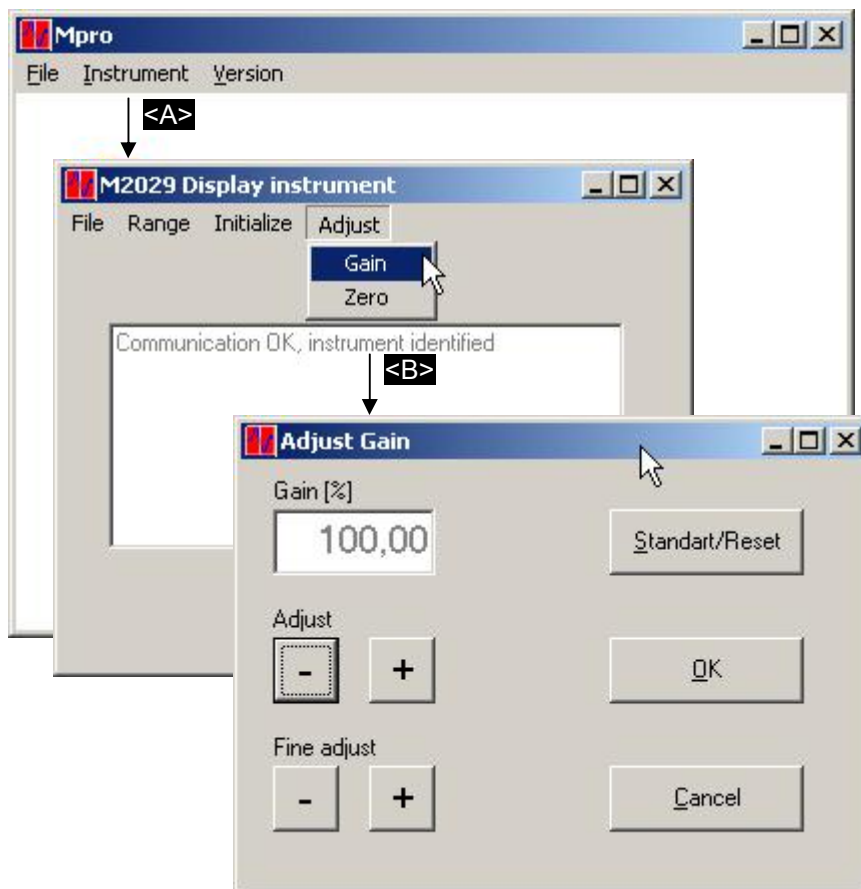 Mpro
File Instrument Version
<A>
M2029 Display instrument
File Range Initialize Adjust
Gain
Zero
Communication OK, instrument identified
<B>
Adjust Gain
Gain [%]
100,00
Standart/Reset
Adjust
- +
OK
Fine adjust
- +
Cancel